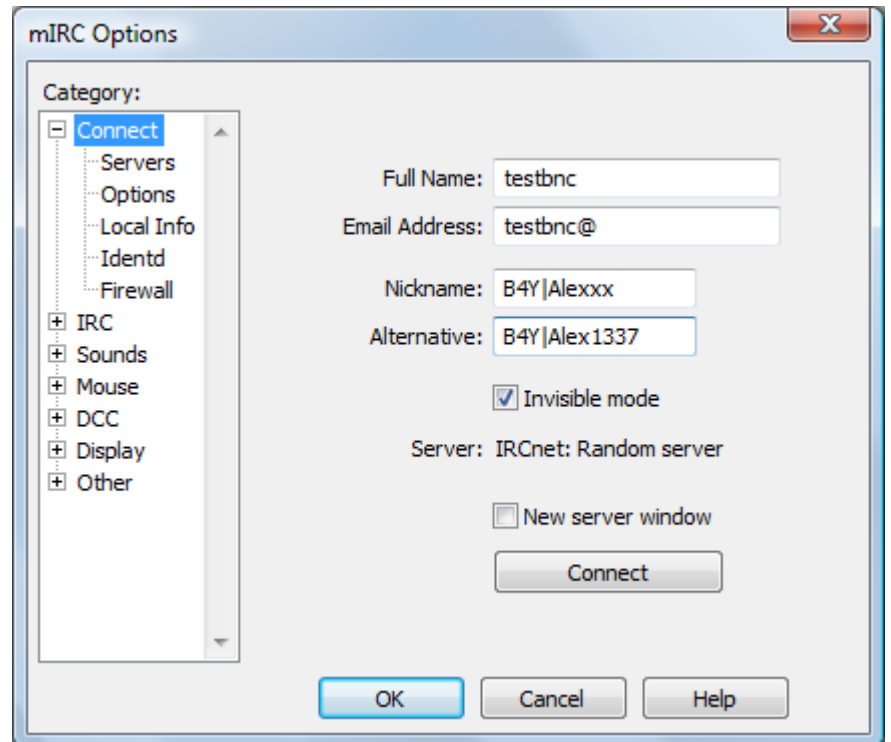 mIRC Options
Category:
Connect
Servers
Options
Local Info
Identd
Firewall
IRC
Sounds
Mouse
DCC
Display
Other
Full Name: testbnc
Email Address: testbnc@
Nickname: B4Y|Alexxx
Alternative: B4Y|Alex1337
Invisible mode
Server: IRCnet: Random server
New server window
Connect
OK Cancel Help